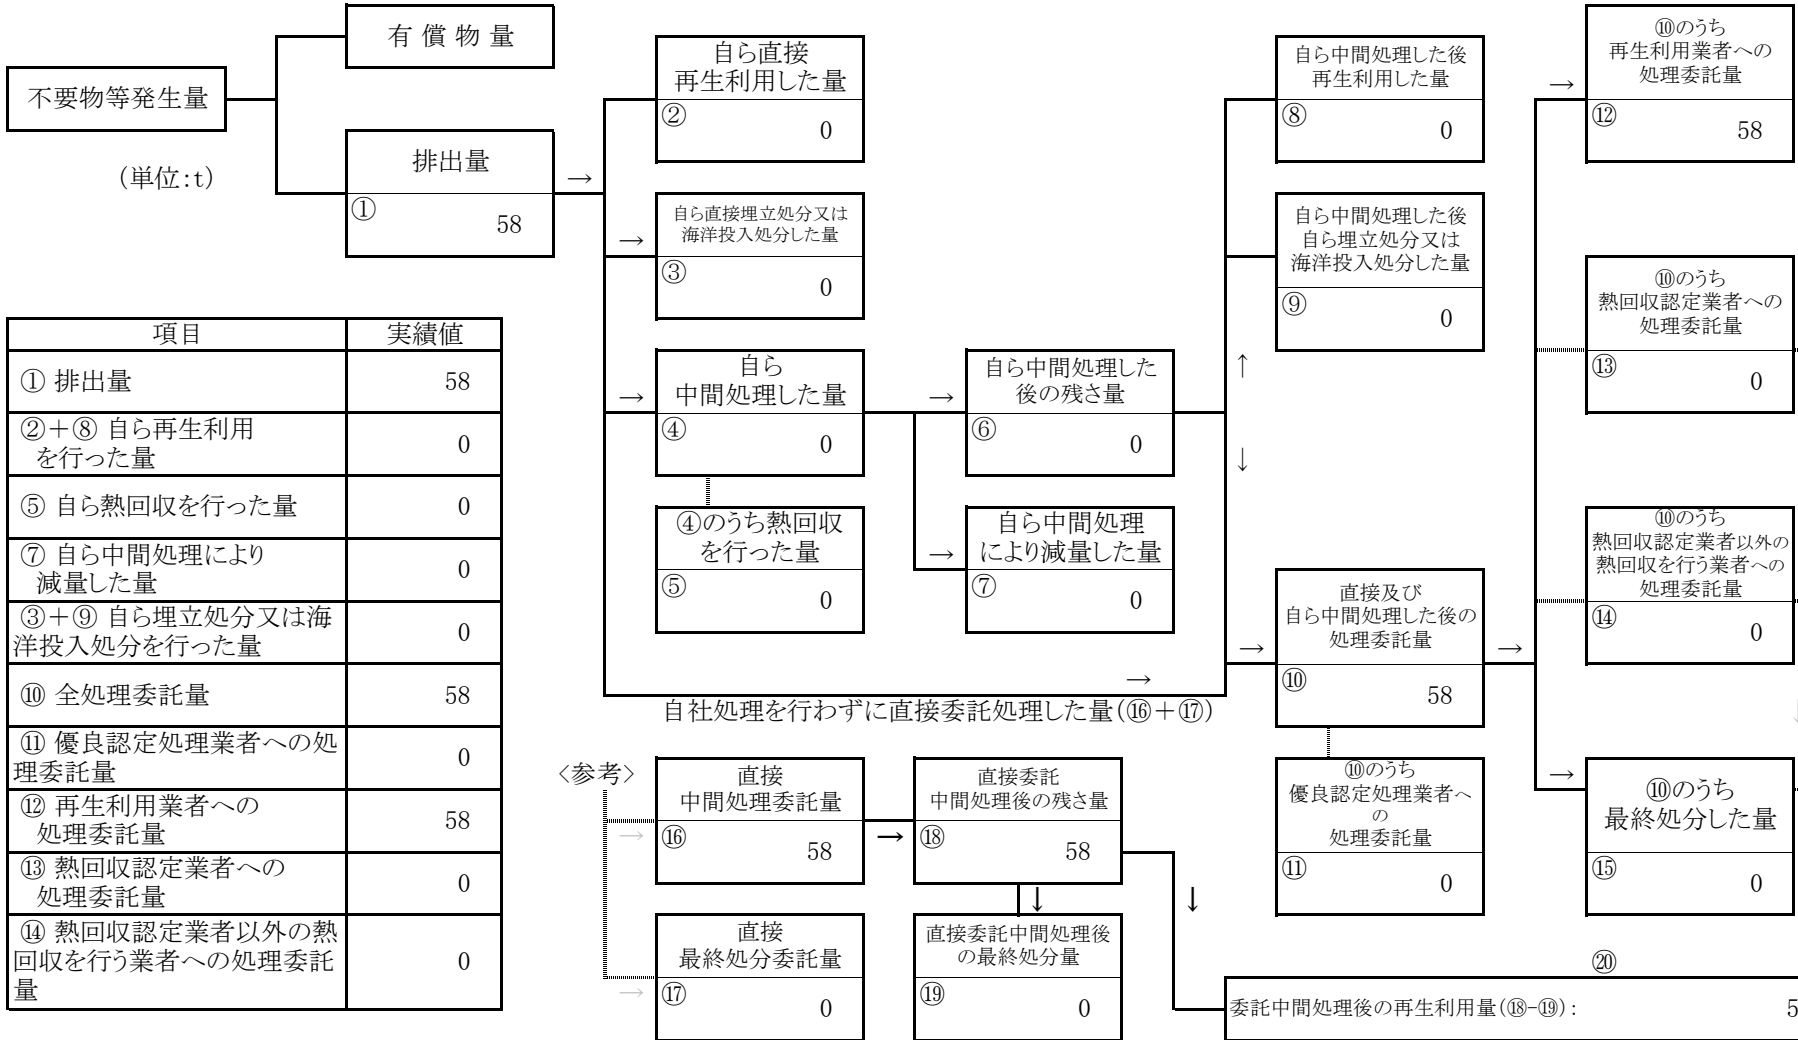 不要物等発生量
(単位:t)
有償物量
排出量
①
58
→
自ら直接
再生利用した量
②
0
→
自ら直接埋立処分又は
海洋投入処分した量
③
0
→
自ら
中間処理した量
④
0
④のうち熱回収
を行った量
⑤
0
→
自ら中間処理した
後の残さ量
⑥
0
→
自ら中間処理
により減量した量
⑦
0
自ら中間処理した後
再生利用した量
⑧
0
自ら中間処理した後
自ら埋立処分又は
海洋投入処分した量
⑨
0
↑
↓
→
自社処理を行わずに直接委託処理した量(⑯+⑰)
→
直接及び
自ら中間処理した後の
処理委託量
⑩
58
⑩のうち
優良認定処理業者へ
の
処理委託量
⑪
0
→
→
⑩のうち
再生利用業者への
処理委託量
⑫
58
⑩のうち
熱回収認定業者への
処理委託量
⑬
0
⑩のうち
熱回収認定業者以外の
熱回収を行う業者への
処理委託量
⑭
0
→
⑩のうち
最終処分した量
⑮
0
項目 実績値
① 排出量 58
②+⑧ 自ら再生利用
を行った量 0
⑤ 自ら熱回収を行った量 0
⑦ 自ら中間処理により
減量した量 0
③+⑨ 自ら埋立処分又は海
洋投入処分を行った量 0
⑩ 全処理委託量 58
⑪ 優良認定処理業者への処
理委託量 0
⑫ 再生利用業者への
処理委託量 58
⑬ 熱回収認定業者への
処理委託量 0
⑭ 熱回収認定業者以外の熱
回収を行う業者への処理委託
量 0
<参考>
→
直接
中間処理委託量
⑯
58
→
直接委託
中間処理後の残さ量
⑱
58
→
直接
最終処分委託量
⑰
0
↓
直接委託中間処理後
の最終処分量
⑲
0
↓
⑳
委託中間処理後の再生利用量(⑱-⑲):